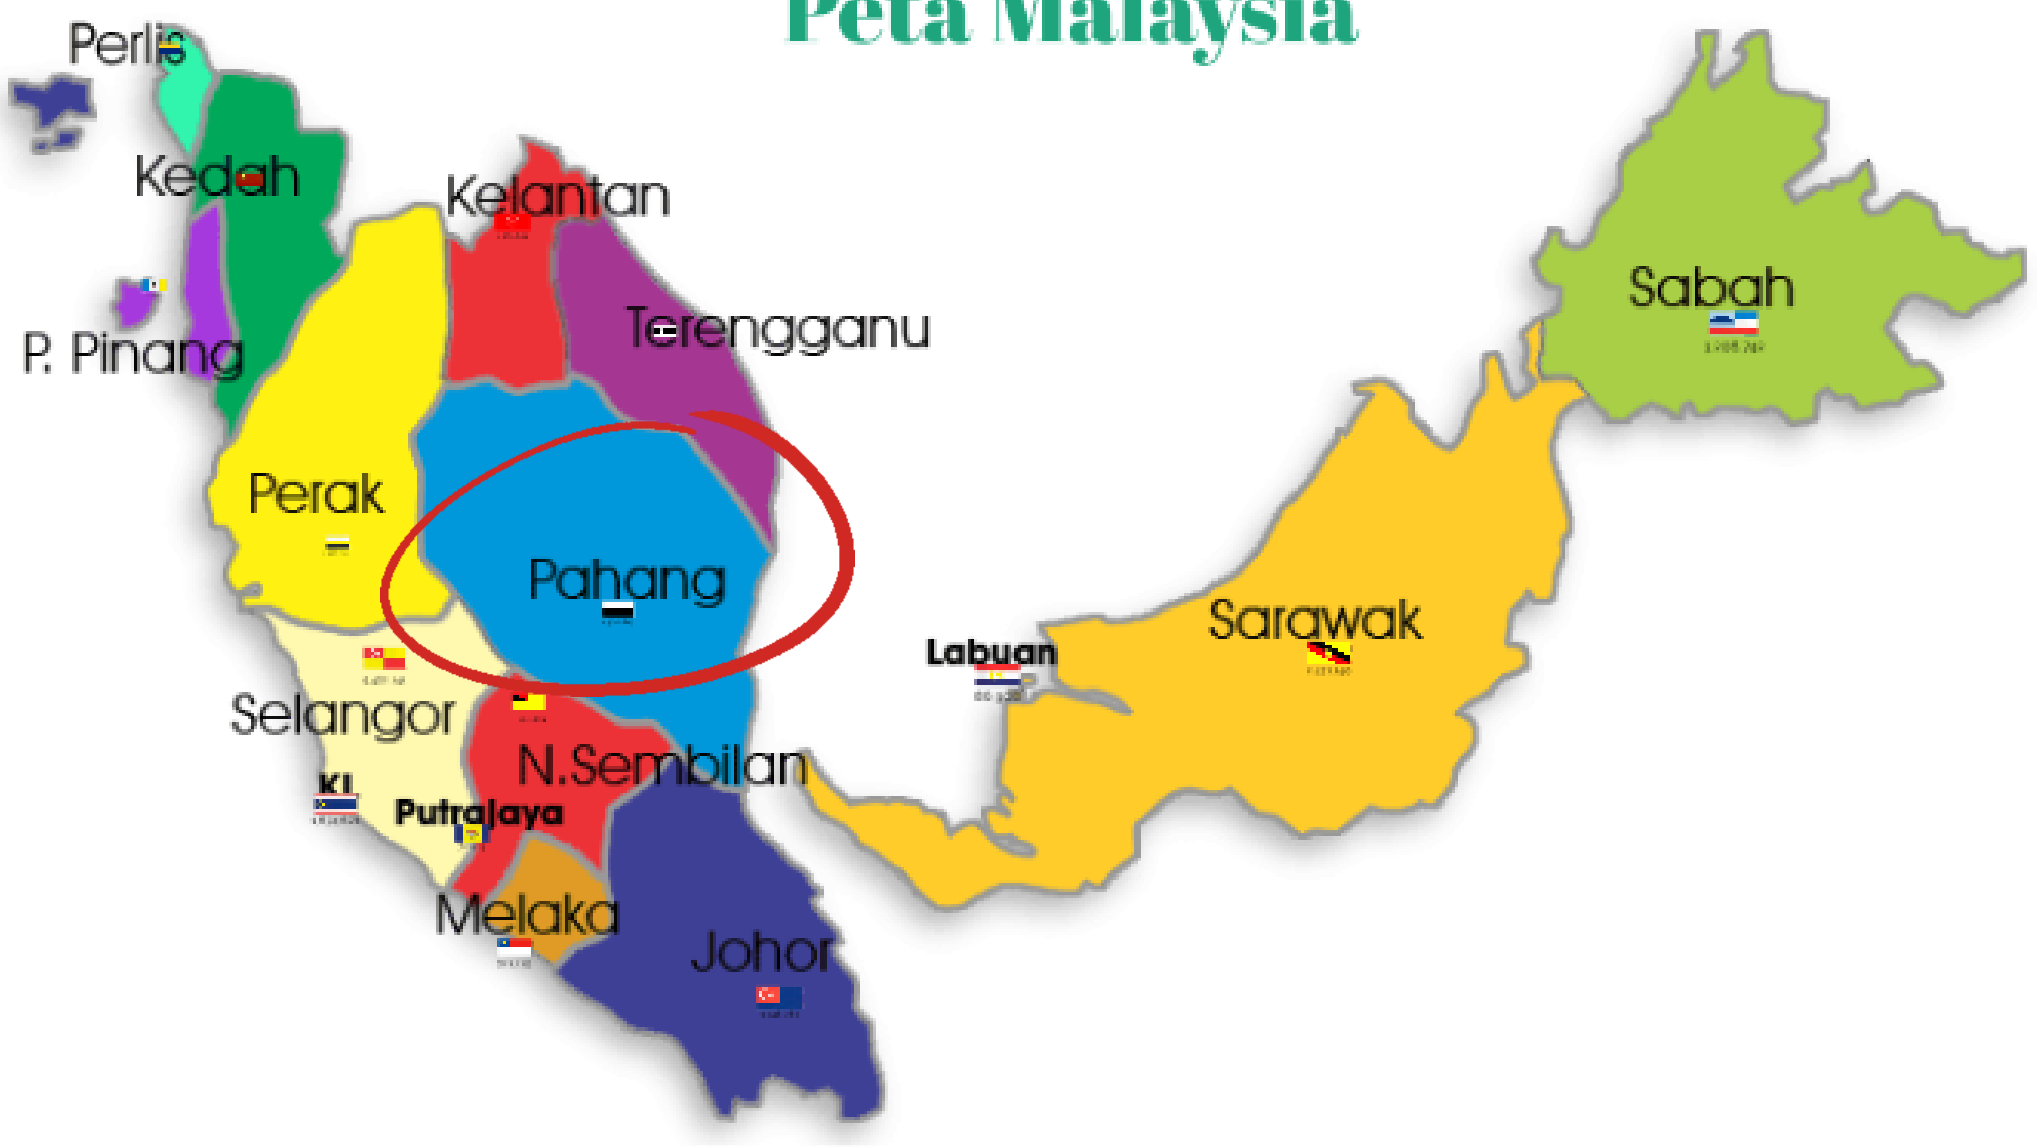 Peta Malaysia
Perlis
Kedah
Kelantan
P. Pinang
Terengganu
Sabah
Perak
Pahang
Sarawak
Labuan
Selangor
N.Sembilan
KL
Putrajaya
Melaka
Johor